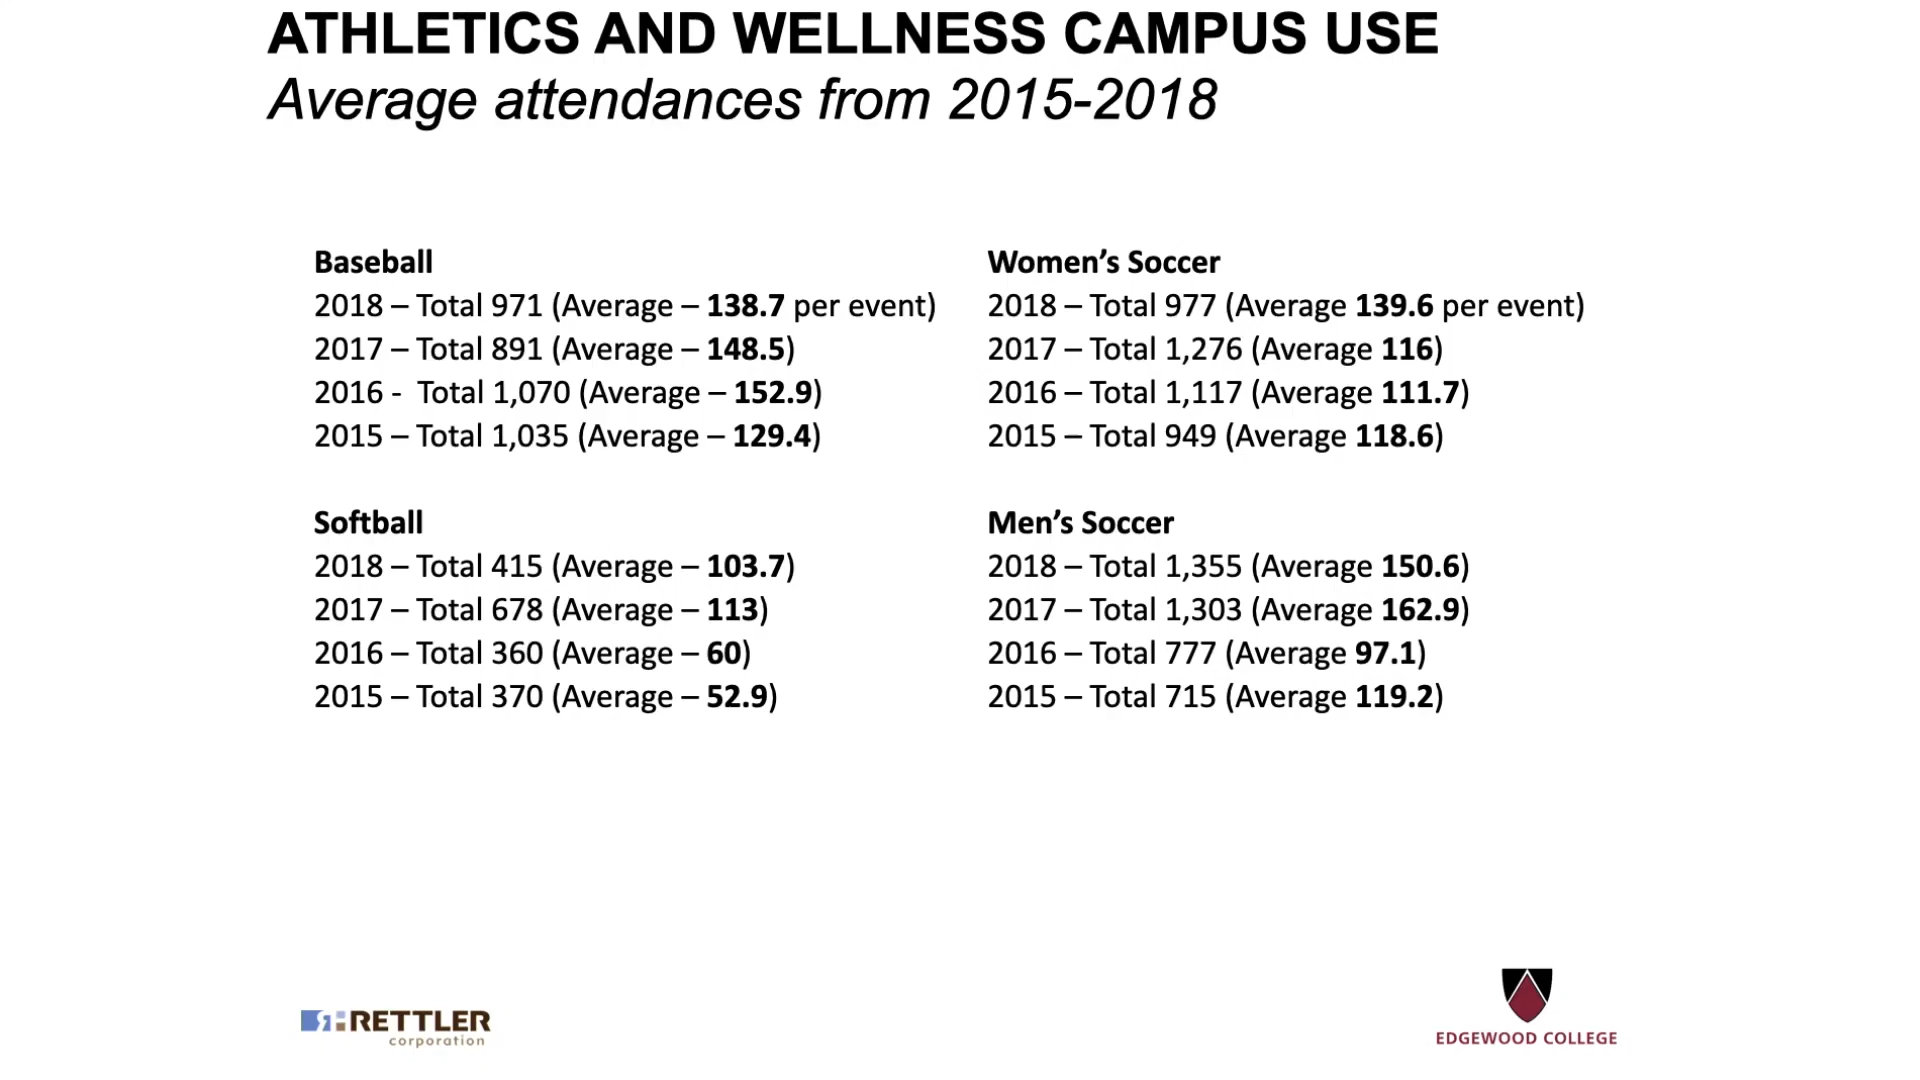 ATHLETICS AND WELLNESS CAMPUS USE
Average attendances from 2015-2018
Baseball
2018 – Total 971 (Average – 138.7 per event)
2017 – Total 891 (Average – 148.5)
2016 -  Total 1,070 (Average – 152.9)
2015 – Total 1,035 (Average – 129.4)
Softball
2018 – Total 415 (Average – 103.7)
2017 – Total 678 (Average – 113)
2016 – Total 360 (Average – 60)
2015 – Total 370 (Average – 52.9)
Women’s Soccer
2018 – Total 977 (Average 139.6 per event)
2017 – Total 1,276 (Average 116)
2016 – Total 1,117 (Average 111.7)
2015 – Total 949 (Average 118.6)
Men’s Soccer
2018 – Total 1,355 (Average 150.6)
2017 – Total 1,303 (Average 162.9)
2016 – Total 777 (Average 97.1)
2015 – Total 715 (Average 119.2)
RETTLER
corporation
EDGEWOOD COLLEGE